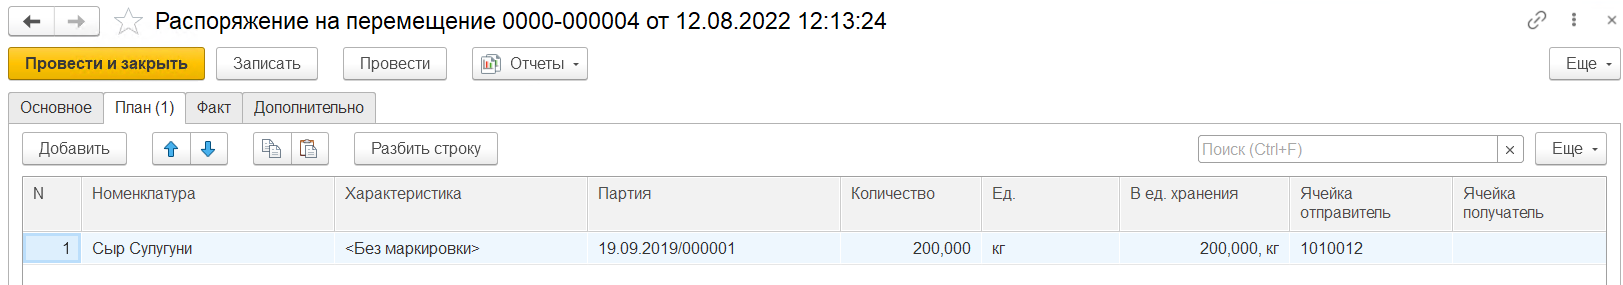 Распоряжение на перемещение 0000-000004 от 12.08.2022 12:13:24
Провести и закрыть Записать Провести Отчеты Еще
Основное План (1) Факт Дополнительно
Добавить Разбить строку Поиск (Ctrl+F) × Еще
N Номенклатура Характеристика Партия Количество Ед. В ед. хранения Ячейка отправитель Ячейка получатель
1 Сыр Сулугуни <Без маркировки> 19.09.2019/000001 200,000 кг 200,000, кг 1010012